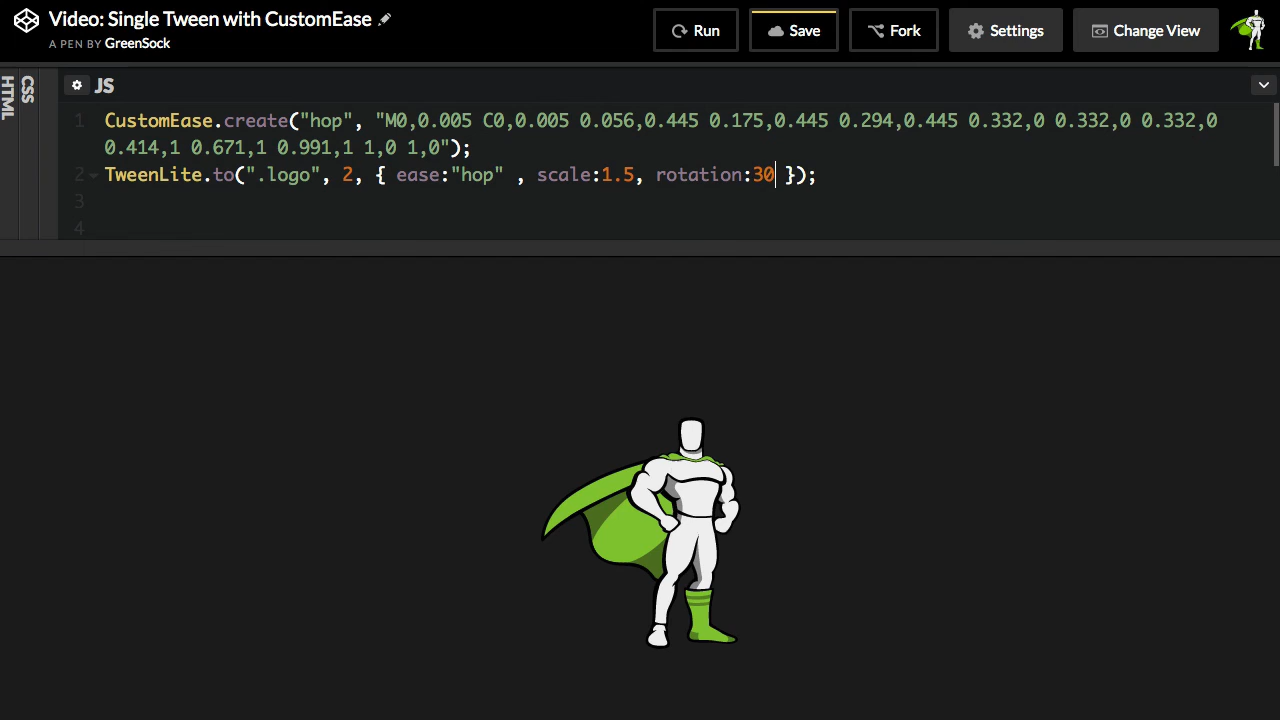 Video: Single Tween with CustomEase
A PEN BY GreenSock
Run
Save
Fork
Settings
Change View
HTML
CSS
JS
1 CustomEase.create("hop", "M0,0.005 C0,0.005 0.056,0.445 0.175,0.445 0.294,0.445 0.332,0 0.332,0 0.332,0
0.414,1 0.671,1 0.991,1 1,0 1,0");
2 TweenLite.to(".logo", 2, { ease:"hop" , scale:1.5, rotation:30 });
3
4